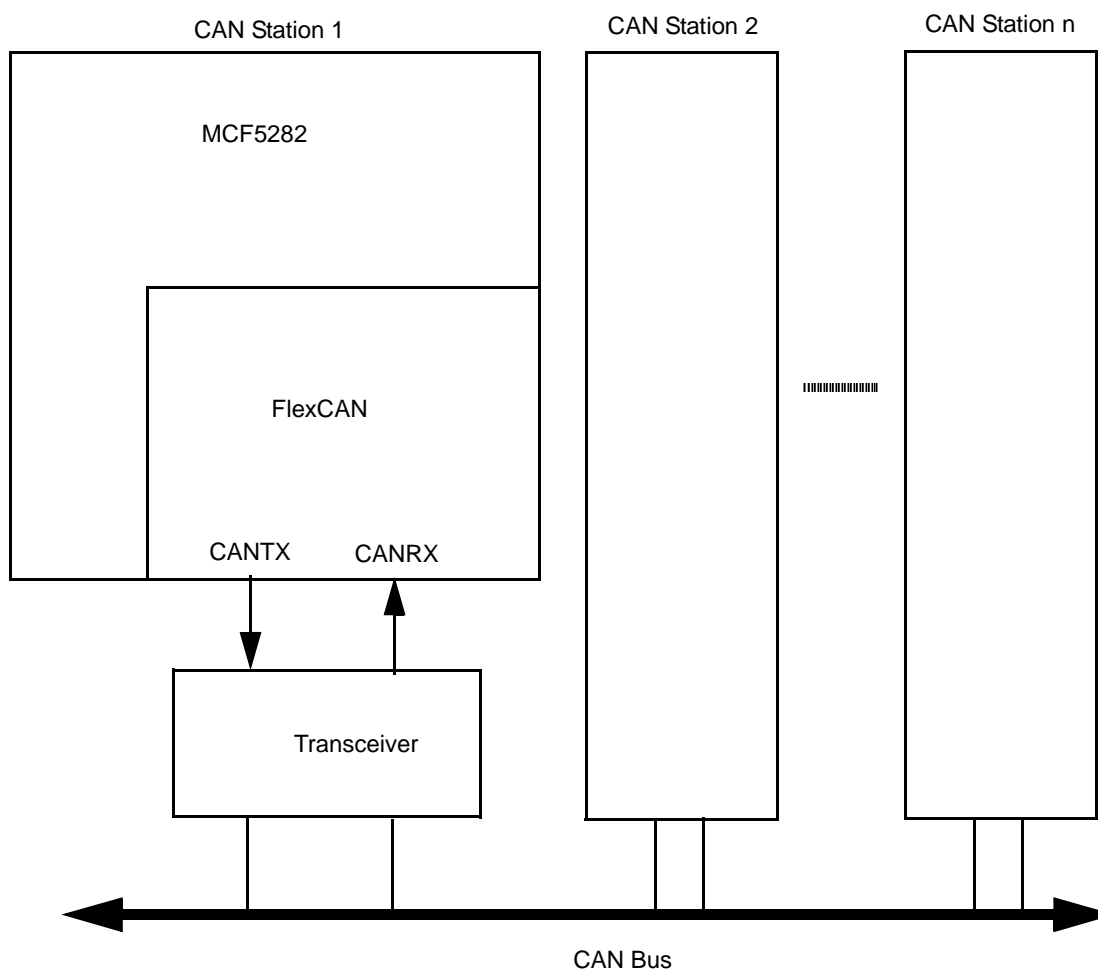 CAN Station 1
CAN Station 2
CAN Station n
MCF5282
FlexCAN
CANTX
CANRX
Transceiver
CAN Bus